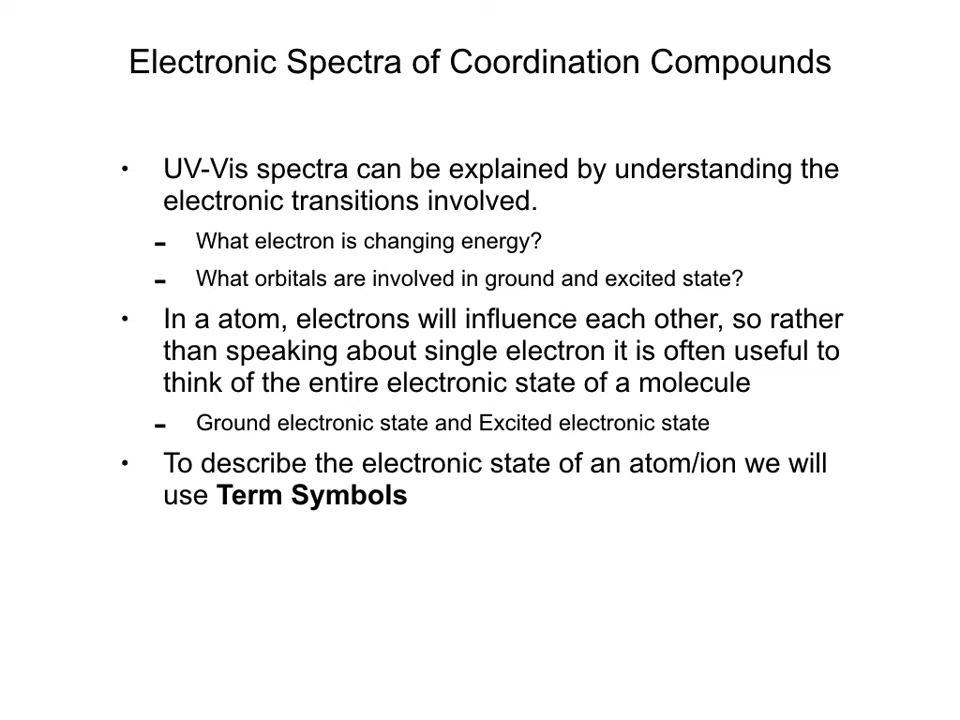 Electronic Spectra of Coordination Compounds
• UV-Vis spectra can be explained by understanding the
electronic transitions involved.
– What electron is changing energy?
– What orbitals are involved in ground and excited state?
• In a atom, electrons will influence each other, so rather
than speaking about single electron it is often useful to
think of the entire electronic state of a molecule
– Ground electronic state and Excited electronic state
• To describe the electronic state of an atom/ion we will
use Term Symbols